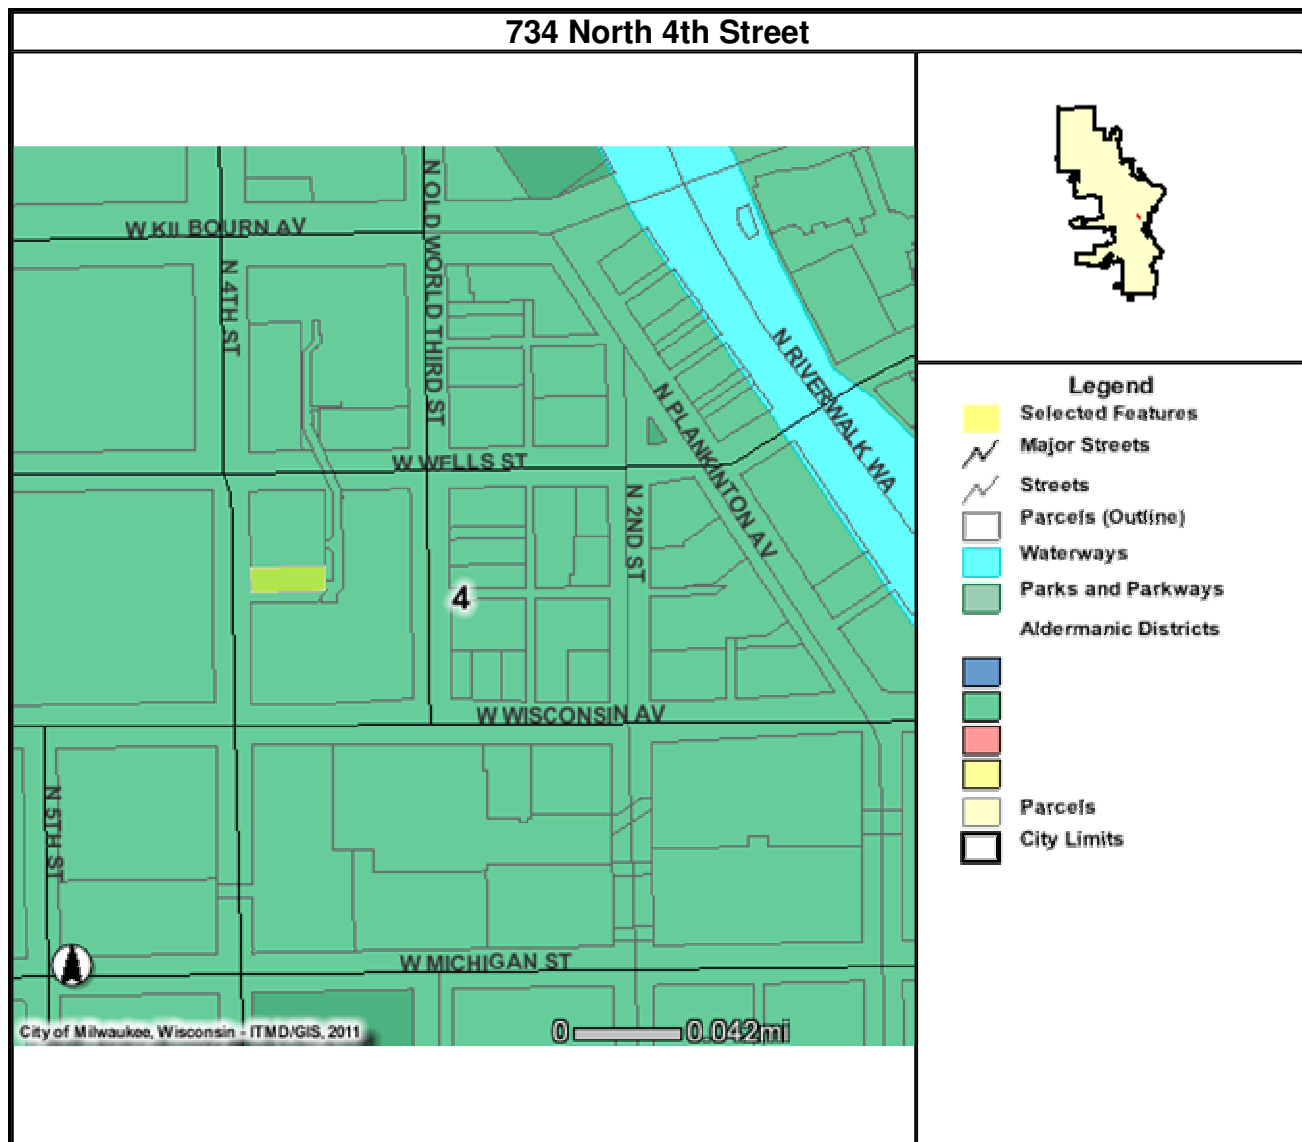 734 North 4th Street
W KILBOURN AV
N OLD WORLD THIRD ST
N 4TH ST
N RIVERWALK WA
N PLANKINTON AV
W WELLS ST
N 2ND ST
4
W WISCONSIN AV
N 5TH ST
W MICHIGAN ST
City of Milwaukee, Wisconsin - ITMD/GIS, 2011
0 0.042mi
Legend
Selected Features
Major Streets
Streets
Parcels (Outline)
Waterways
Parks and Parkways
Aldermanic Districts
Parcels
City Limits